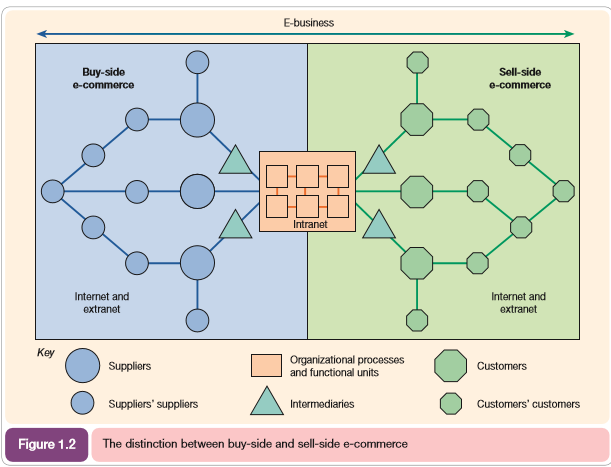 E-business
Buy-side
e-commerce
Sell-side
e-commerce
Intranet
Internet and
extranet
Internet and
extranet
Key
Suppliers
Organizational processes
and functional units
Customers
Suppliers' suppliers
Intermediaries
Customers' customers
Figure 1.2
The distinction between buy-side and sell-side e-commerce